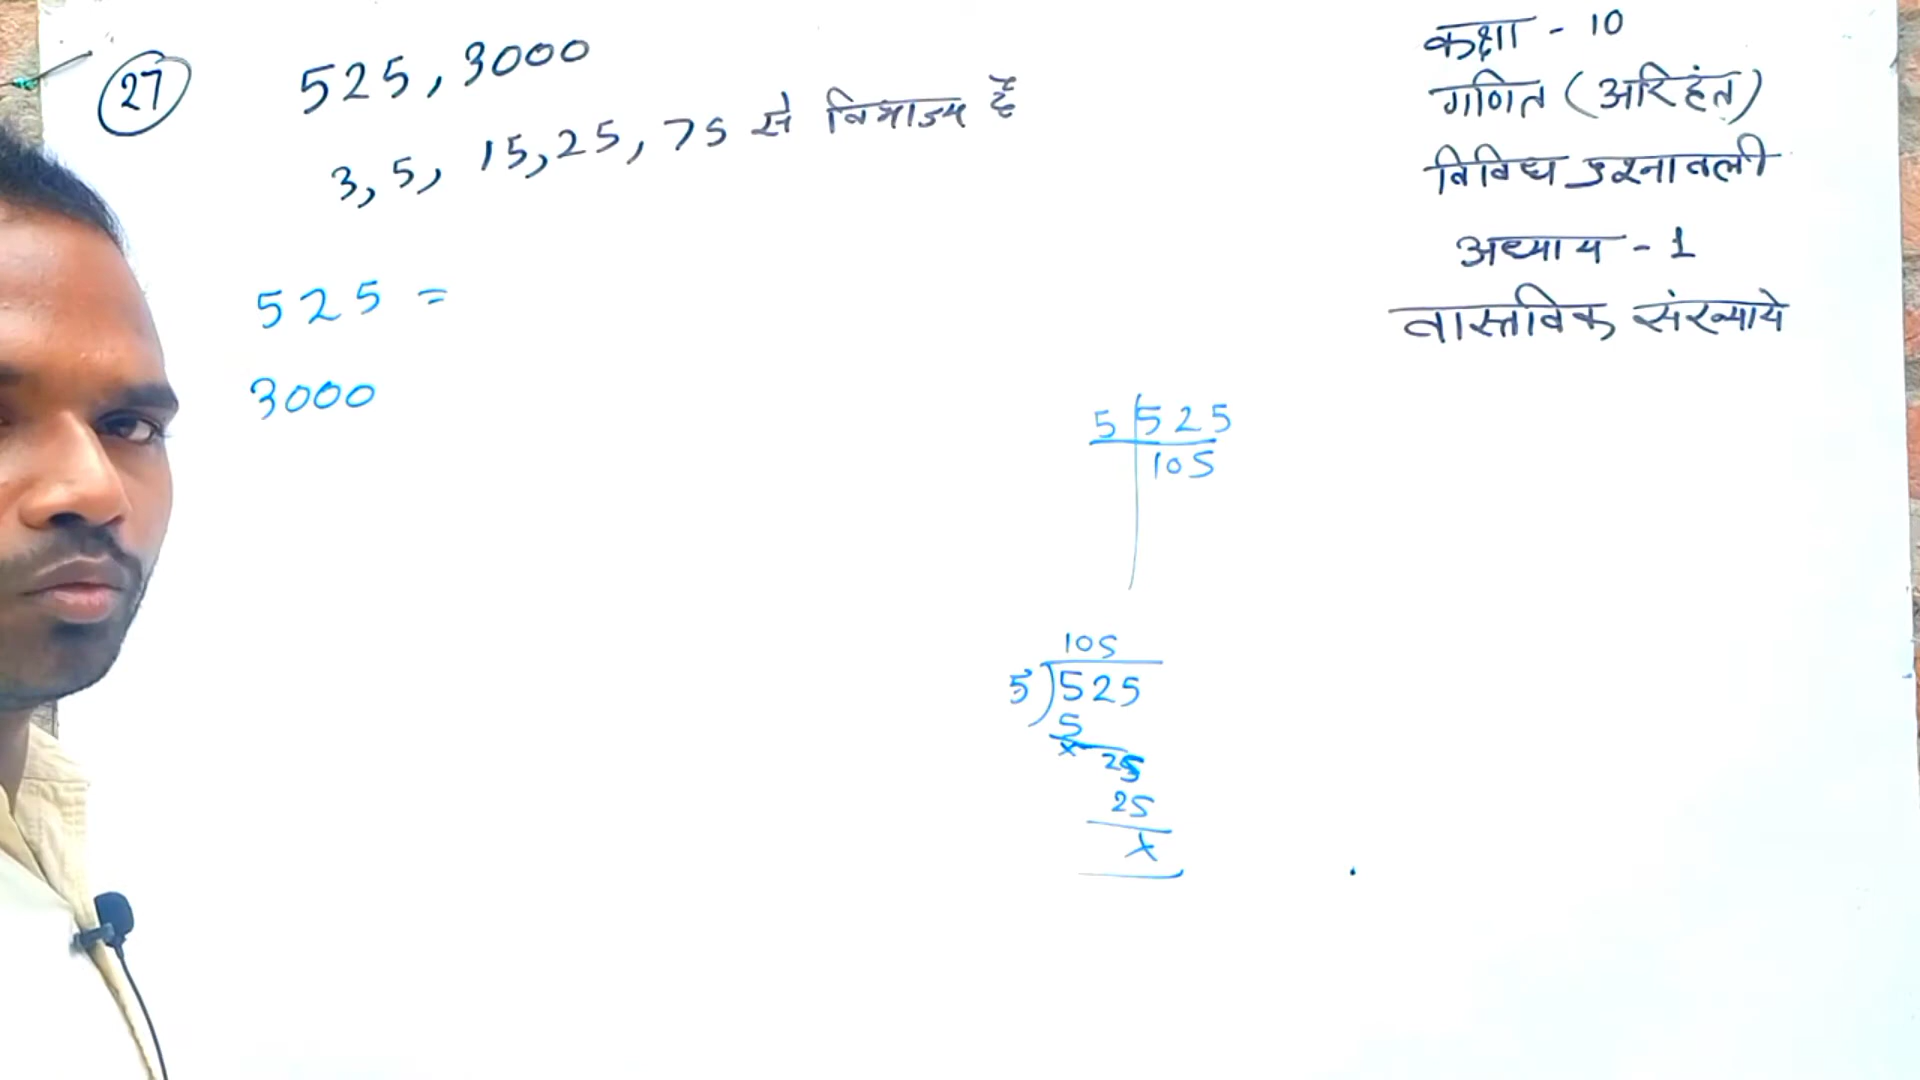 27
525, 3000
3, 5, 15, 25, 75 से विभाज्य है
कक्षा - 10
गणित (अरिहंत)
विविध प्रश्नावली
अध्याय - 1
वास्तविक संख्याये
525 =
3000
5 | 525
105
105
5 ) 525
5
x 25
25
x